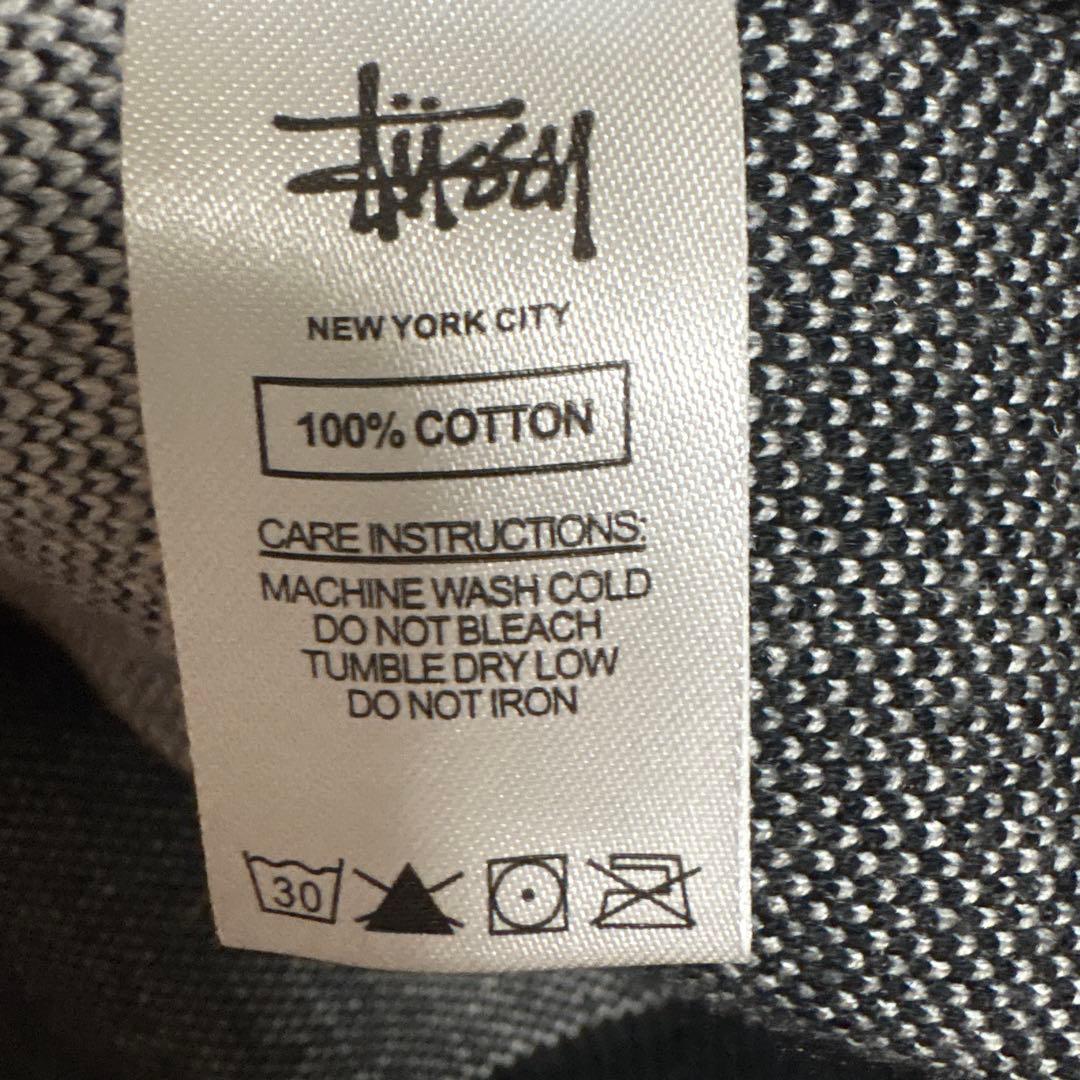 Stüssy
NEW YORK CITY
100% COTTON
CARE INSTRUCTIONS:
MACHINE WASH COLD
DO NOT BLEACH
TUMBLE DRY LOW
DO NOT IRON
30